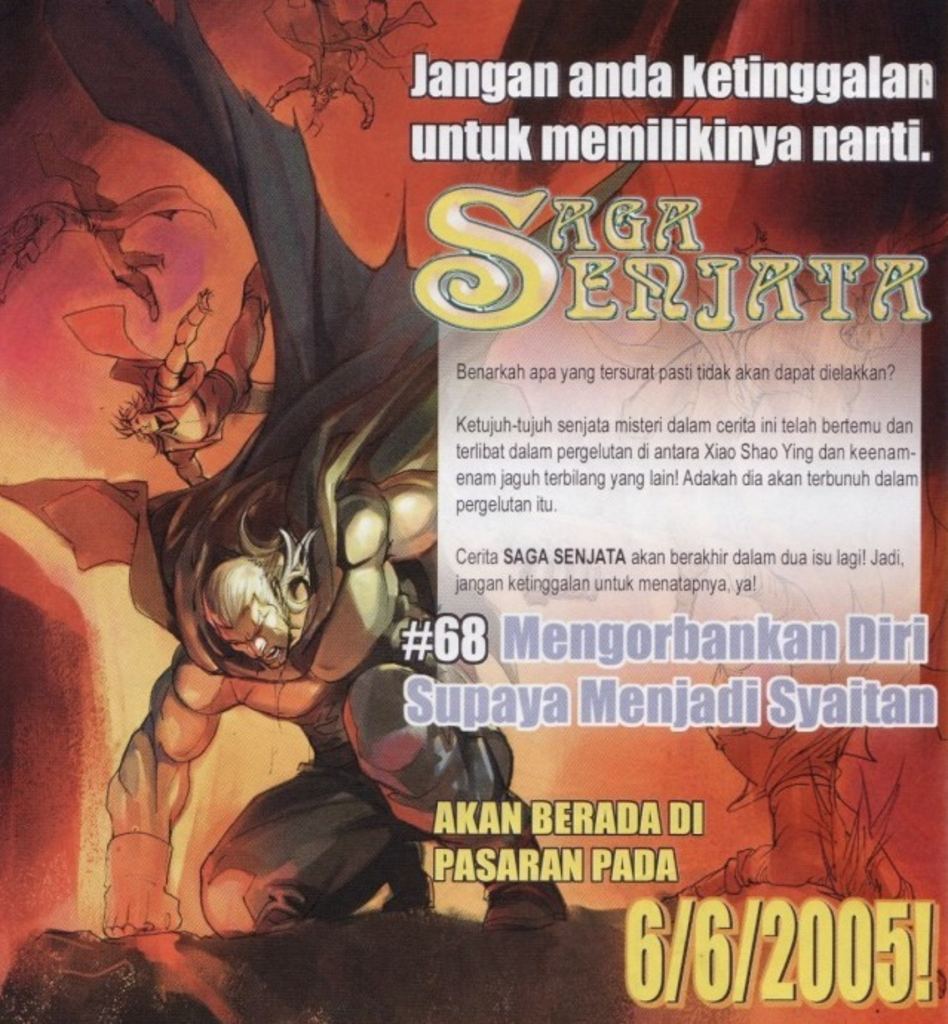 Jangan anda ketinggalan
untuk memilikinya nanti.
SAGA
SENJATA
Benarkah apa yang tersurat pasti tidak akan dapat dielakkan?
Ketujuh-tujuh senjata misteri dalam cerita ini telah bertemu dan
terlibat dalam pergelutan di antara Xiao Shao Ying dan keenam-
enam jaguh terbilang yang lain! Adakah dia akan terbunuh dalam
pergelutan itu.
Cerita SAGA SENJATA akan berakhir dalam dua isu lagi! Jadi,
jangan ketinggalan untuk menatapnya, ya!
#68 Mengorbankan Diri
Supaya Menjadi Syaitan
AKAN BERADA DI
PASARAN PADA
6/6/2005!